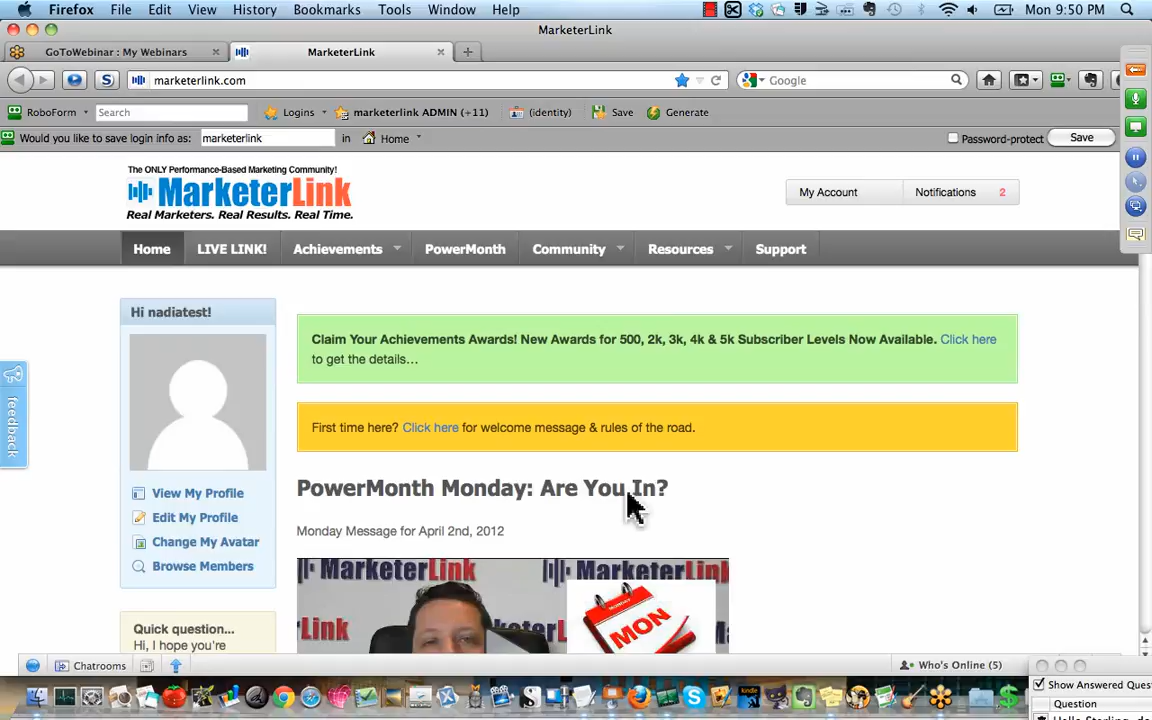 Firefox File Edit View History Bookmarks Tools Window Help Mon 9:50 PM
MarketerLink
GoToWebinar : My Webinars MarketerLink
marketerlink.com Google
RoboForm Search Logins marketerlink ADMIN (+11) (identity) Save Generate
Would you like to save login info as: marketerlink in Home Password-protect Save
The ONLY Performance-Based Marketing Community!
MarketerLink
Real Marketers. Real Results. Real Time.
My Account Notifications 2
Home LIVE LINK! Achievements PowerMonth Community Resources Support
Hi nadiatest!
Claim Your Achievements Awards! New Awards for 500, 2k, 3k, 4k & 5k Subscriber Levels Now Available. Click here
to get the details...
First time here? Click here for welcome message & rules of the road.
feedback
PowerMonth Monday: Are You In?
View My Profile
Edit My Profile
Change My Avatar
Browse Members
Monday Message for April 2nd, 2012
MarketerLink MarketerLink
MON
Link
Quick question...
Hi, I hope you're
Chatrooms Who's Online (5)
Show Answered Ques
Question